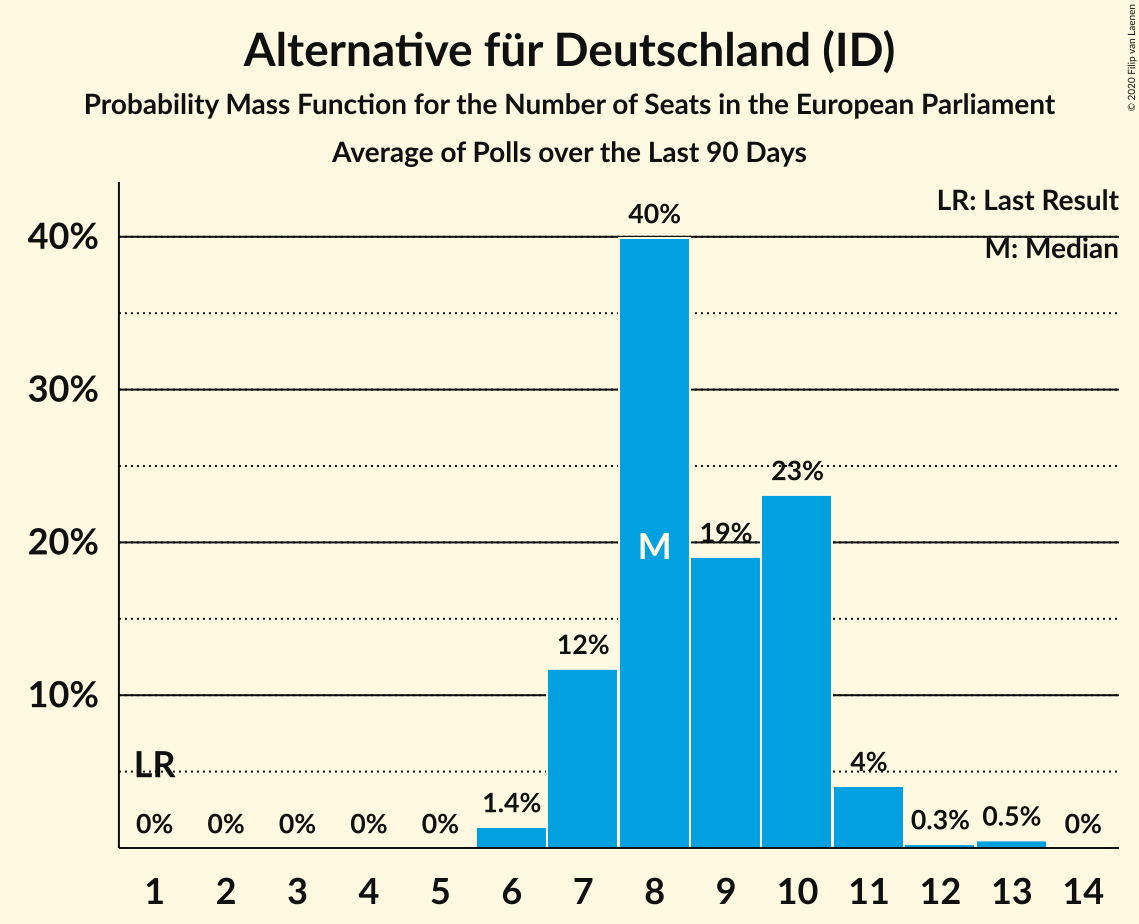 Alternative für Deutschland (ID)
Probability Mass Function for the Number of Seats in the European Parliament
Average of Polls over the Last 90 Days
© 2020 Filip van Laenen
LR: Last Result
M: Median
40%
30%
20%
10%
LR
0%
0%
0%
0%
0%
1.4%
12%
40%
M
19%
23%
4%
0.3%
0.5%
0%
1 2 3 4 5 6 7 8 9 10 11 12 13 14